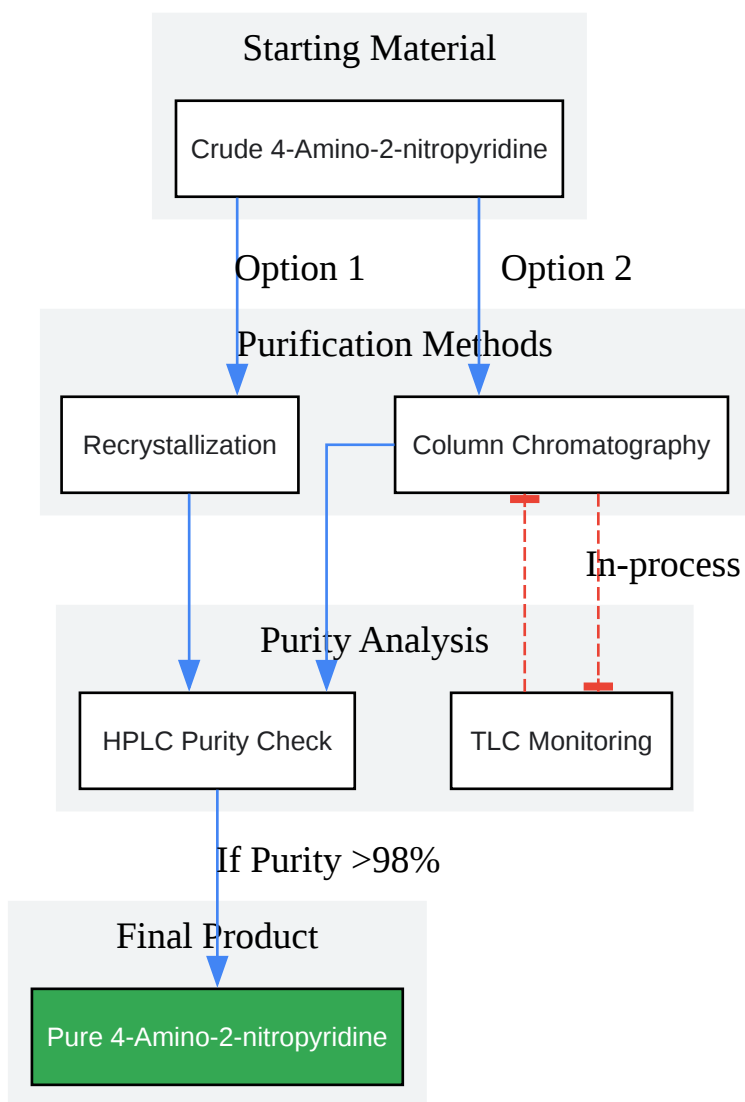 Starting Material
Crude 4-Amino-2-nitropyridine
Option 1
Option 2
Purification Methods
Recrystallization
Column Chromatography
In-process
Purity Analysis
HPLC Purity Check
TLC Monitoring
If Purity >98%
Final Product
Pure 4-Amino-2-nitropyridine